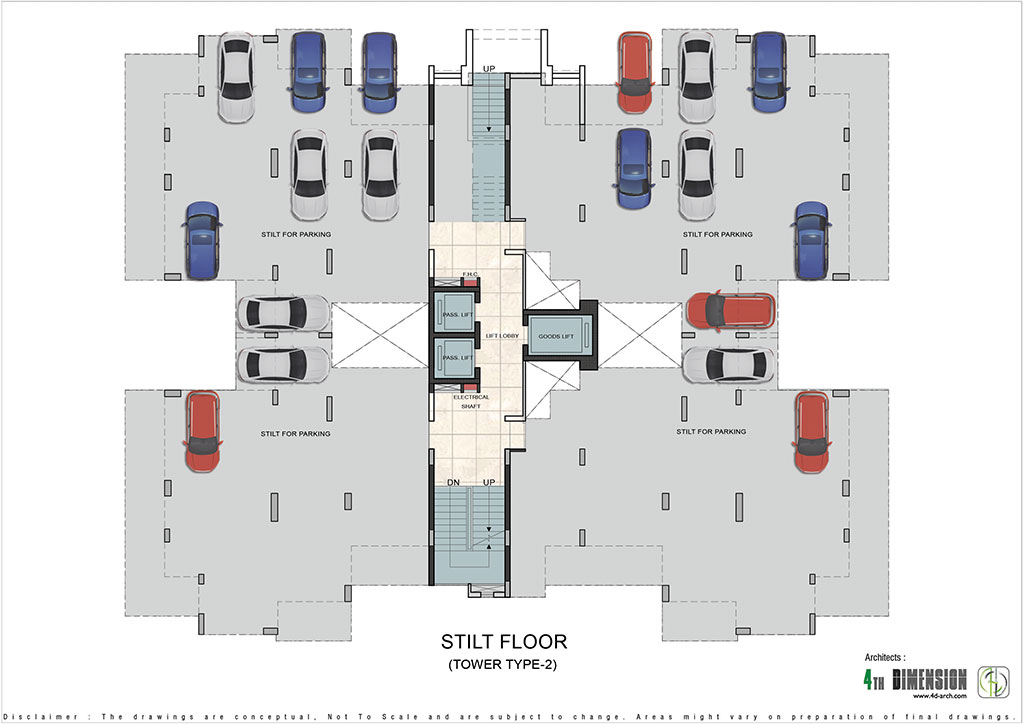 UP
STILT FOR PARKING
STILT FOR PARKING
F.H.C.
PASS. LIFT
LIFT LOBBY
GOODS LIFT
PASS. LIFT
ELECTRICAL
SHAFT
STILT FOR PARKING
STILT FOR PARKING
DN UP
STILT FLOOR
(TOWER TYPE-2)
Architects :
4TH DIMENSION
www.4d-arch.com
Disclaimer : The drawings are conceptual, Not To Scale and are subject to change. Areas might vary on preparation of final drawings.